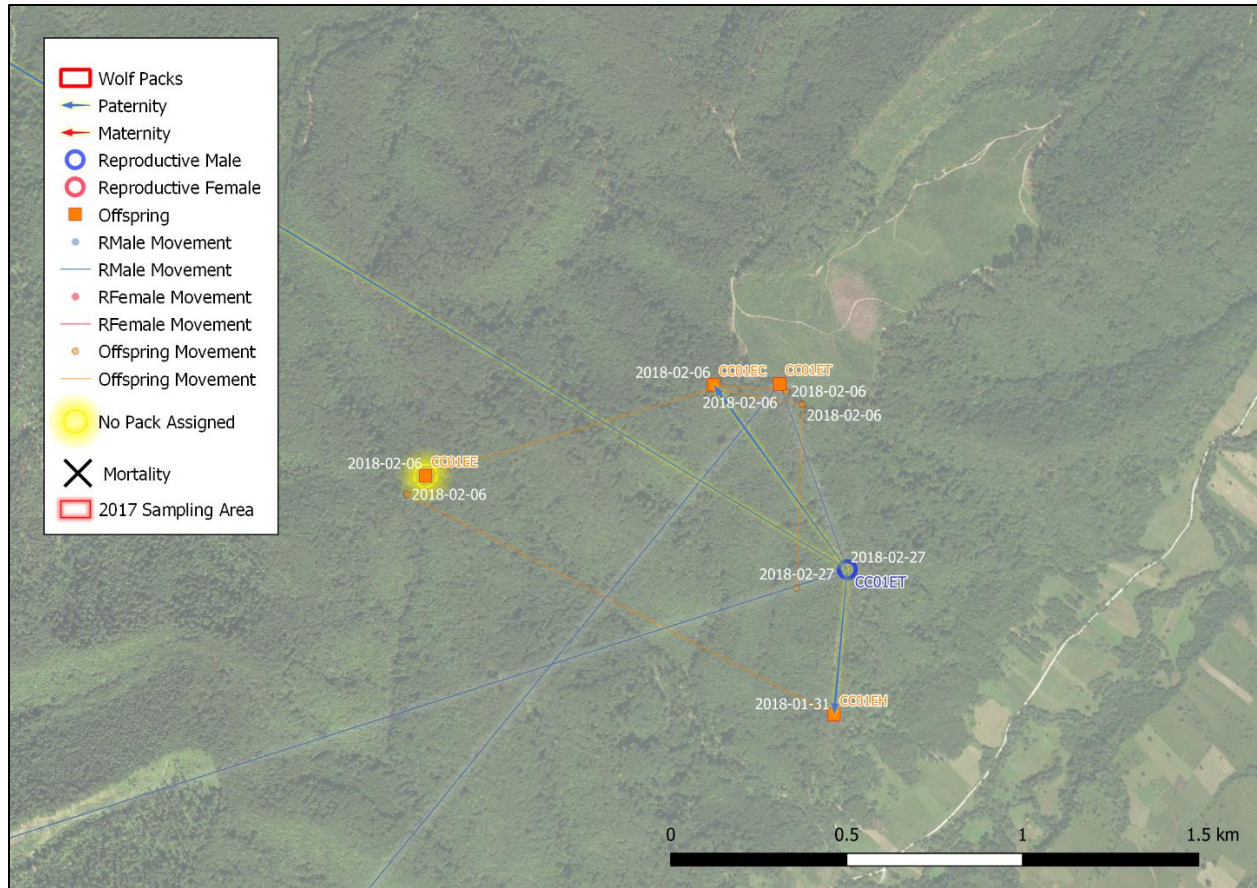 Wolf Packs
Paternity
Maternity
Reproductive Male
Reproductive Female
Offspring
RMale Movement
RMale Movement
RFemale Movement
RFemale Movement
Offspring Movement
Offspring Movement
No Pack Assigned
Mortality
2017 Sampling Area
2018-02-06 CC01EC CC01ET
2018-02-06 2018-02-06
2018-02-06
2018-02-06 CC01EE
2018-02-06
2018-02-27
2018-02-27 CC01ET
2018-01-31 CC01EH
0 0.5 1 1.5 km